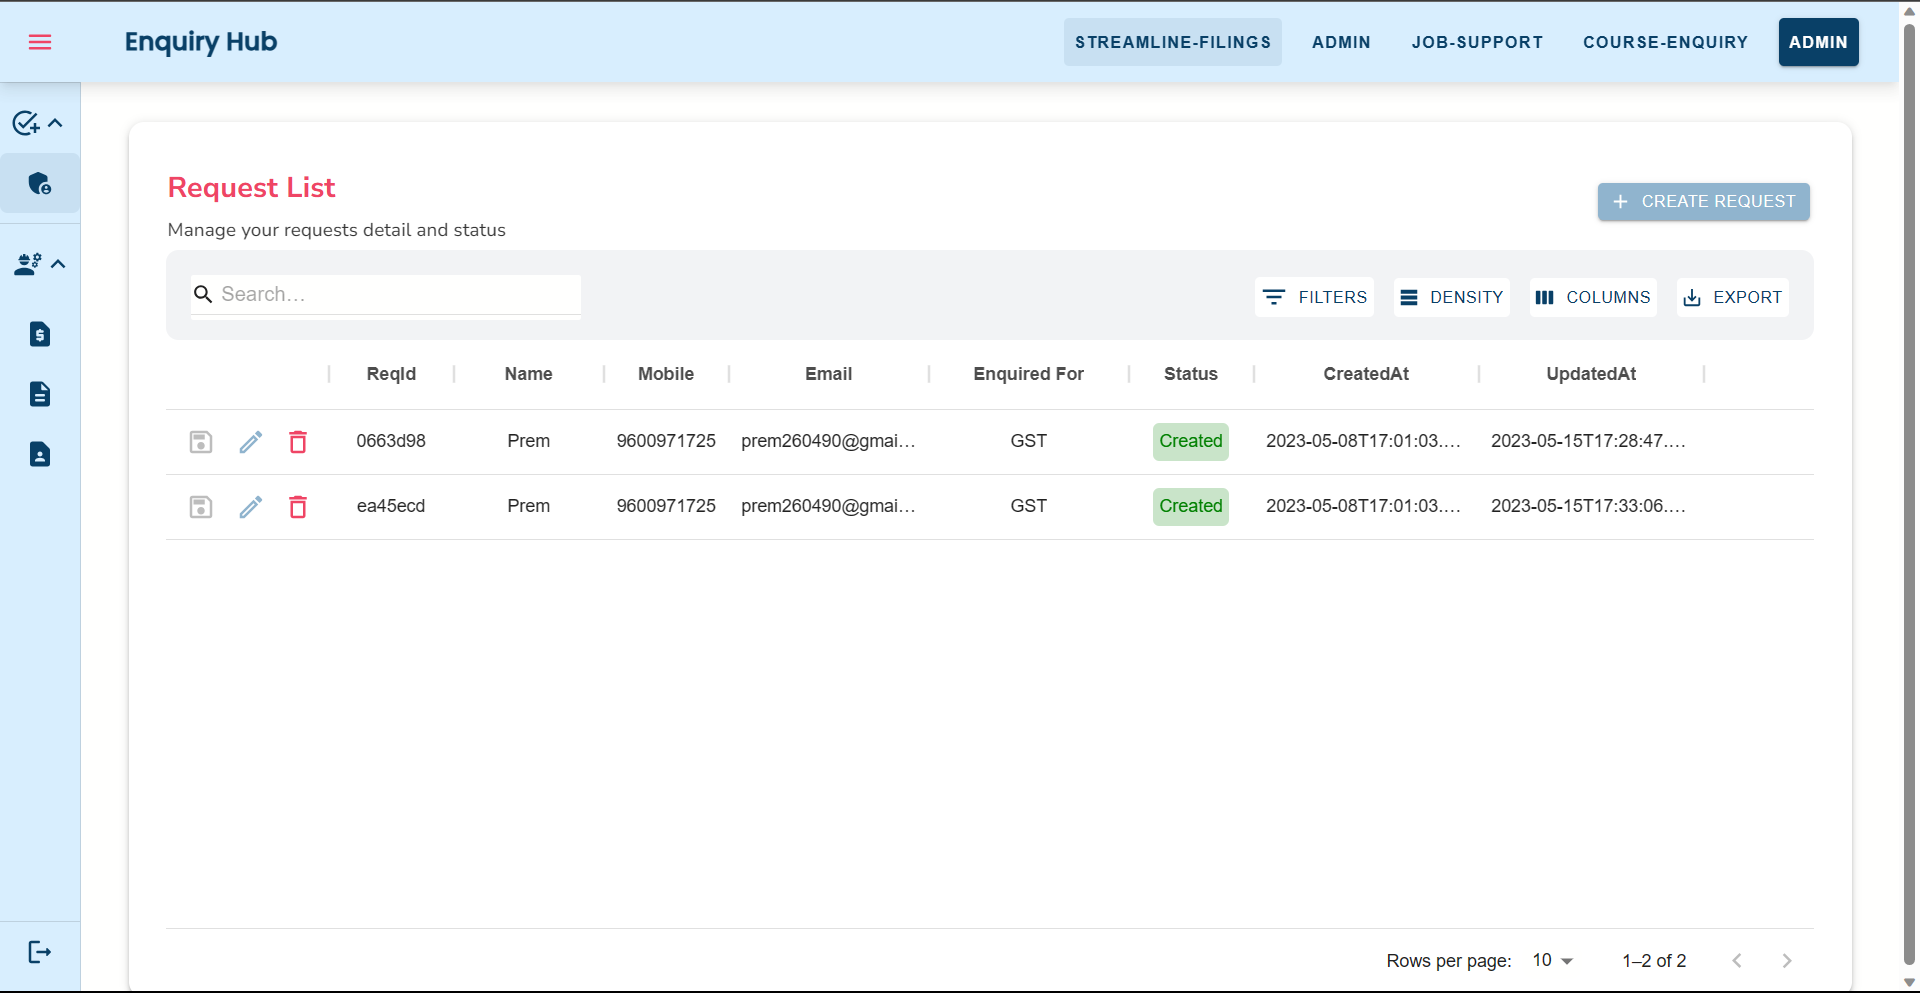 Enquiry Hub
STREAMLINE-FILINGS ADMIN JOB-SUPPORT COURSE-ENQUIRY ADMIN
Request List
CREATE REQUEST
Manage your requests detail and status
Search…
FILTERS DENSITY COLUMNS EXPORT
ReqId Name Mobile Email Enquired For Status CreatedAt UpdatedAt
0663d98 Prem 9600971725 prem260490@gmai… GST Created 2023-05-08T17:01:03.… 2023-05-15T17:28:47.…
ea45ecd Prem 9600971725 prem260490@gmai… GST Created 2023-05-08T17:01:03.… 2023-05-15T17:33:06.…
Rows per page: 10 1–2 of 2